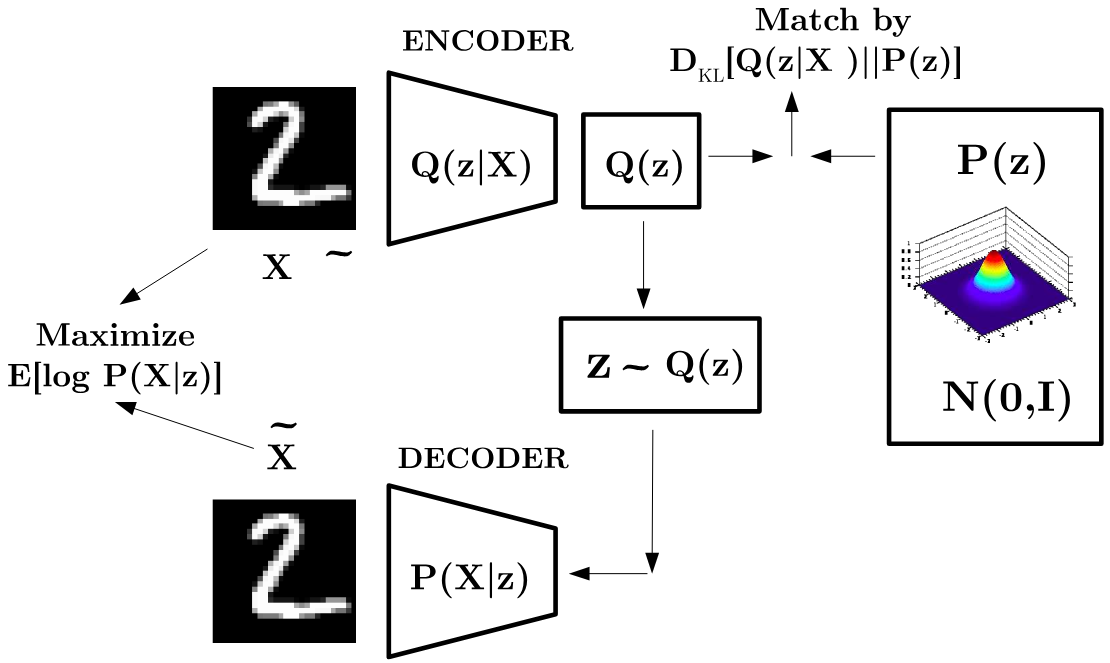 ENCODER
Match by
D_KL[Q(z|X )||P(z)]
Q(z|X)
Q(z)
P(z)
X ~
Maximize
E[log P(X|z)]
z ~ Q(z)
N(0,I)
~
X
DECODER
P(X|z)